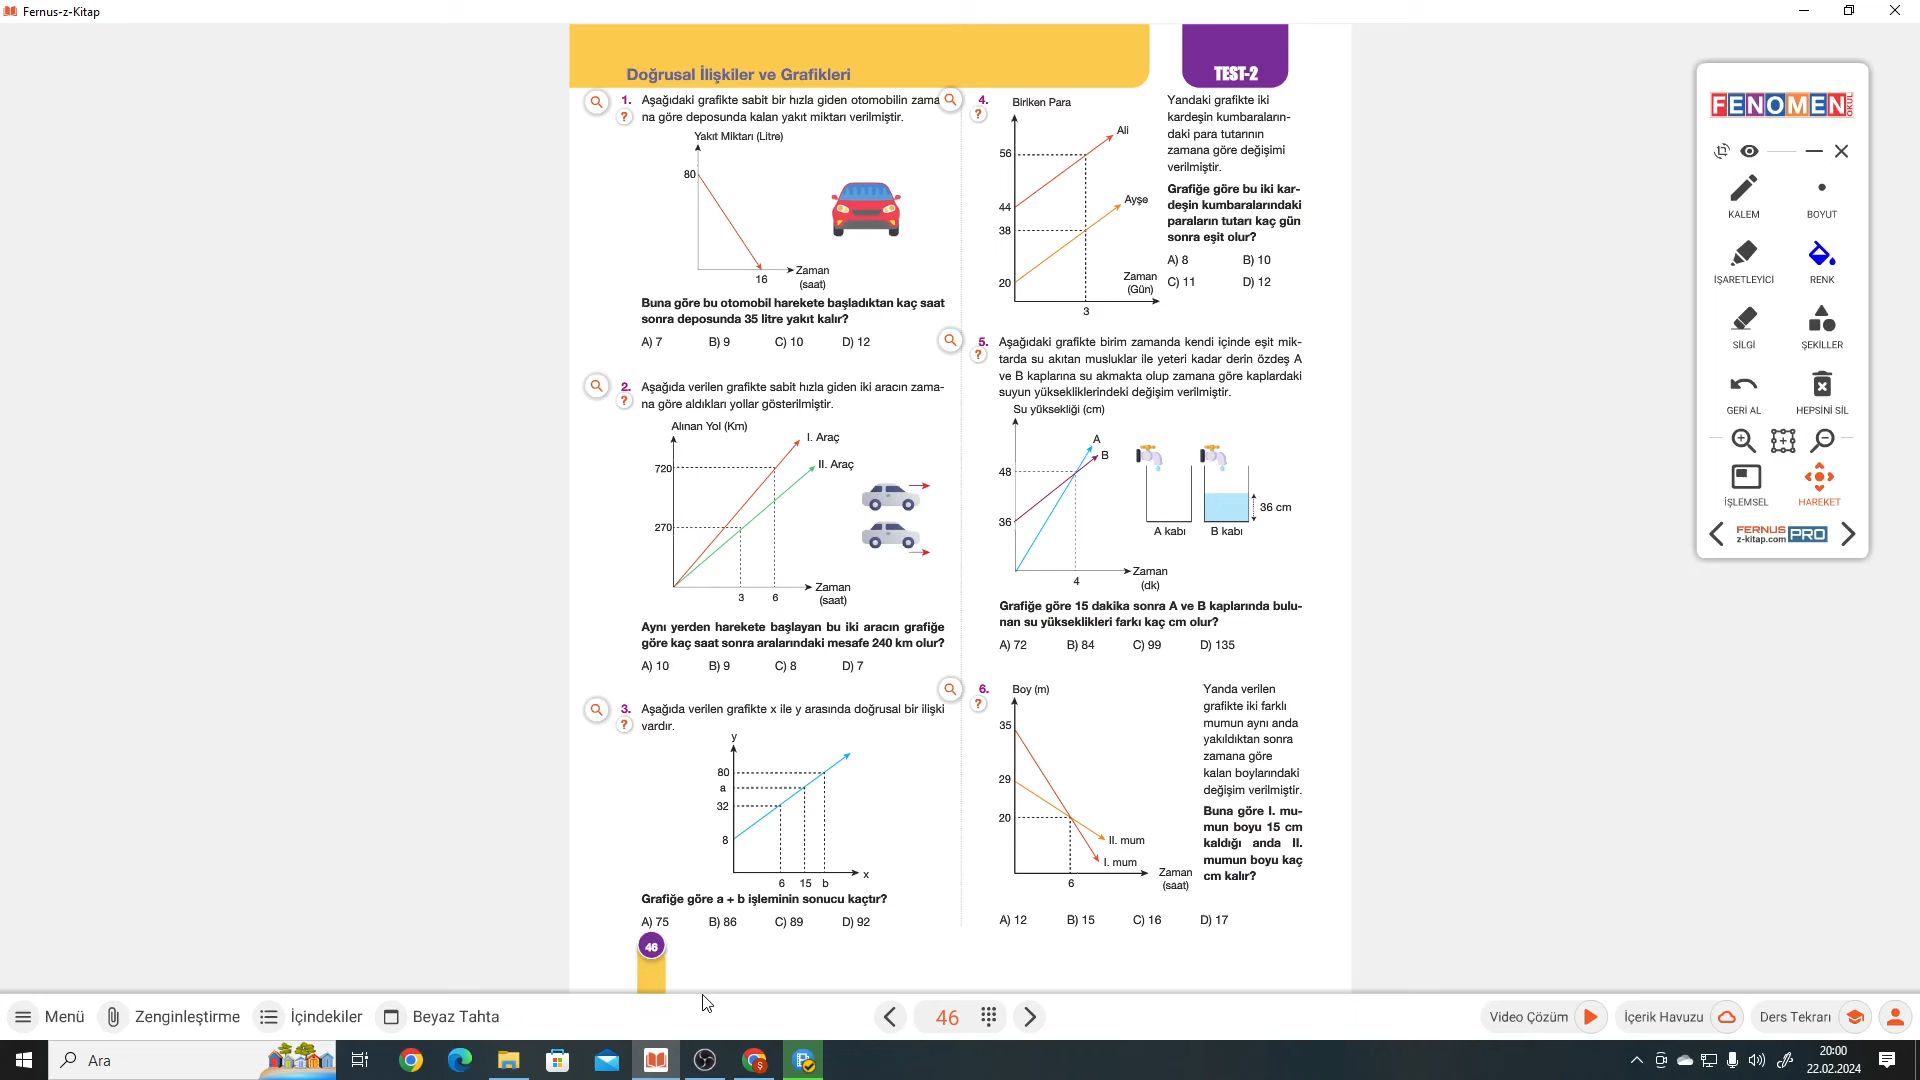 Fernus-z-Kitap
Doğrusal İlişkiler ve Grafikleri
TEST-2
1. Aşağıdaki grafikte sabit bir hızla giden otomobilin zama
na göre deposunda kalan yakıt miktarı verilmiştir.
Yakıt Miktarı (Litre)
80
16
Zaman
(saat)
Buna göre bu otomobil harekete başladıktan kaç saat
sonra deposunda 35 litre yakıt kalır?
A) 7 B) 9 C) 10 D) 12
2. Aşağıda verilen grafikte sabit hızla giden iki aracın zama-
na göre aldıkları yollar gösterilmiştir.
Alınan Yol (Km)
I. Araç
II. Araç
720
270
3 6
Zaman
(saat)
Aynı yerden harekete başlayan bu iki aracın grafiğe
göre kaç saat sonra aralarındaki mesafe 240 km olur?
A) 10 B) 9 C) 8 D) 7
3. Aşağıda verilen grafikte x ile y arasında doğrusal bir ilişki
vardır.
y
80
a
32
8
6 15 b
x
Grafiğe göre a + b işleminin sonucu kaçtır?
A) 75 B) 86 C) 89 D) 92
46
4. Biriken Para
Ali
56
Ayşe
44
38
20
Zaman
(Gün)
3
Yandaki grafikte iki
kardeşin kumbaraların-
daki para tutarının
zamana göre değişimi
verilmiştir.
Grafiğe göre bu iki kar-
deşin kumbaralarındaki
paraların tutarı kaç gün
sonra eşit olur?
A) 8 B) 10
C) 11 D) 12
5. Aşağıdaki grafikte birim zamanda kendi içinde eşit mik-
tarda su akıtan musluklar ile yeteri kadar derin özdeş A
ve B kaplarına su akmakta olup zamana göre kaplardaki
suyun yüksekliklerindeki değişim verilmiştir.
Su yüksekliği (cm)
A
B
48
36
4
Zaman
(dk)
36 cm
A kabı B kabı
Grafiğe göre 15 dakika sonra A ve B kaplarında bulu-
nan su yükseklikleri farkı kaç cm olur?
A) 72 B) 84 C) 99 D) 135
6. Boy (m)
35
29
20
II. mum
I. mum
6
Zaman
(saat)
Yanda verilen
grafikte iki farklı
mumun aynı anda
yakıldıktan sonra
zamana göre
kalan boylarındaki
değişim verilmiştir.
Buna göre I. mu-
mun boyu 15 cm
kaldığı anda II.
mumun boyu kaç
cm kalır?
A) 12 B) 15 C) 16 D) 17
FENOMEN OKUL
KALEM BOYUT
İŞARETLEYİCİ RENK
SİLGİ ŞEKİLLER
GERİ AL HEPSİNİ SİL
İŞLEMSEL HAREKET
FERNUS
z-kitap.com PRO
Menü Zenginleştirme İçindekiler Beyaz Tahta
46
Video Çözüm İçerik Havuzu Ders Tekrarı
Ara
20:00
22.02.2024